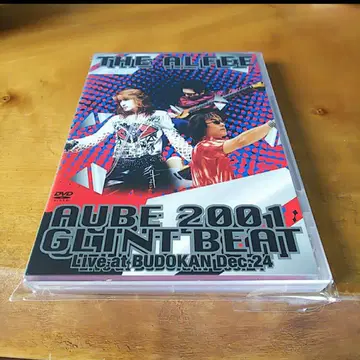 THE ALFEE
DVD
AUBE 2001
GLINT BEAT
Live at BUDOKAN Dec.24